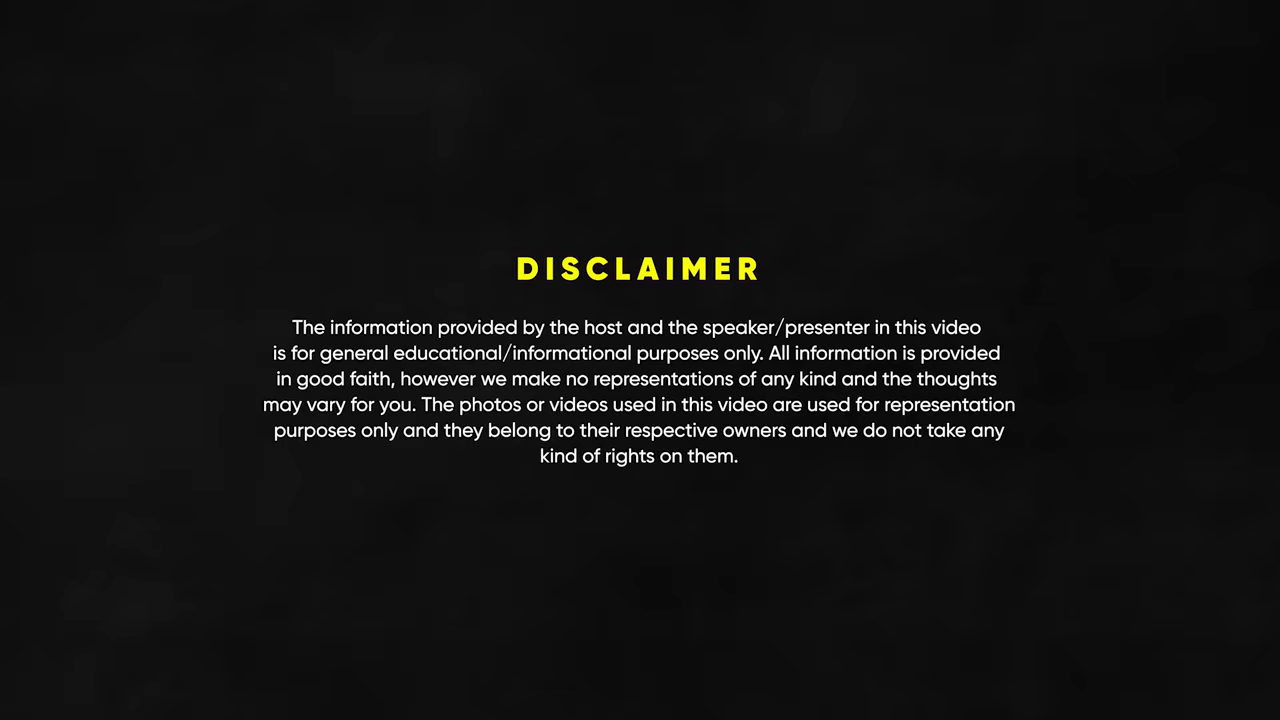 DISCLAIMER
The information provided by the host and the speaker/presenter in this video
is for general educational/informational purposes only. All information is provided
in good faith, however we make no representations of any kind and the thoughts
may vary for you. The photos or videos used in this video are used for representation
purposes only and they belong to their respective owners and we do not take any
kind of rights on them.